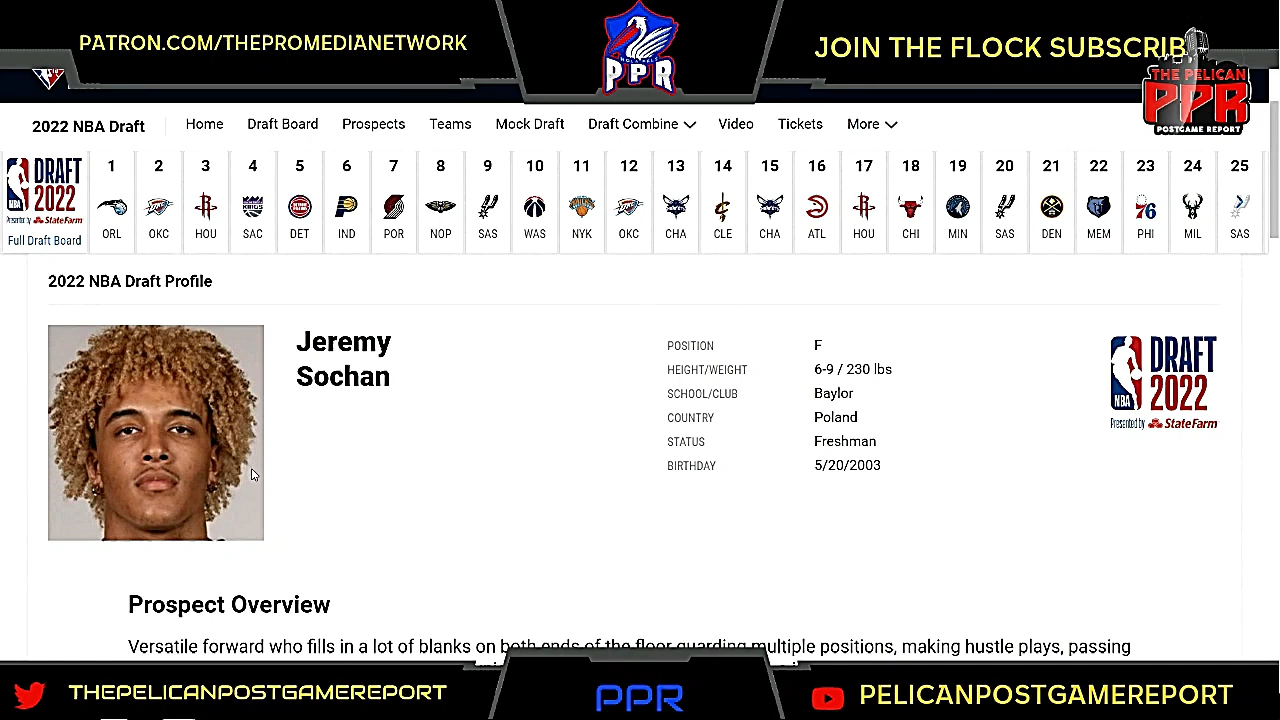 PATRON.COM/THEPROMEDIANETWORK
PPR
JOIN THE FLOCK SUBSCRIB
THE PELICAN
PPR
POSTGAME REPORT
2022 NBA Draft Home Draft Board Prospects Teams Mock Draft Draft Combine Video Tickets More
NBA DRAFT 2022
Presented by StateFarm
Full Draft Board
1 2 3 4 5 6 7 8 9 10 11 12 13 14 15 16 17 18 19 20 21 22 23 24 25
ORL OKC HOU SAC DET IND POR NOP SAS WAS NYK OKC CHA CLE CHA ATL HOU CHI MIN SAS DEN MEM PHI MIL SAS
2022 NBA Draft Profile
Jeremy
Sochan
POSITION F
HEIGHT/WEIGHT 6-9 / 230 lbs
SCHOOL/CLUB Baylor
COUNTRY Poland
STATUS Freshman
BIRTHDAY 5/20/2003
NBA DRAFT 2022
Presented by StateFarm
Prospect Overview
Versatile forward who fills in a lot of blanks on both ends of the floor guarding multiple positions, making hustle plays, passing
THEPELICANPOSTGAMEREPORT
PPR
PELICANPOSTGAMEREPORT